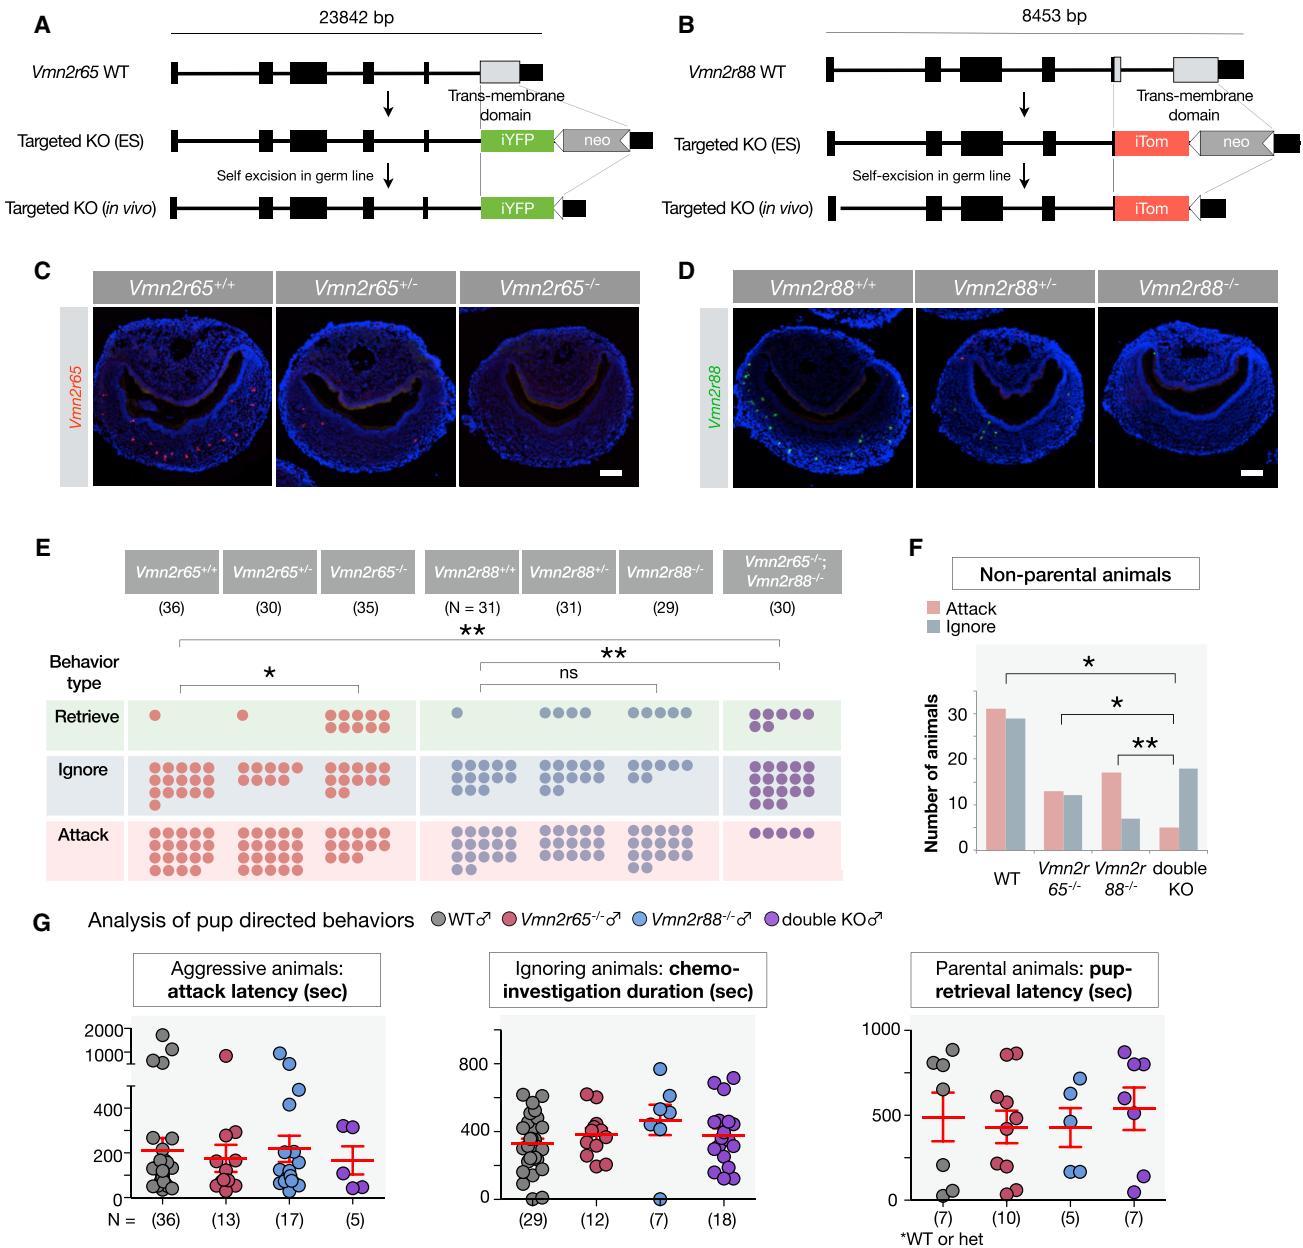 A
23842 bp
Vmn2r65 WT
Trans-membrane
domain
Targeted KO (ES)
iYFP
neo
Self excision in germ line
Targeted KO (in vivo)
iYFP
B
8453 bp
Vmn2r88 WT
Trans-membrane
domain
Targeted KO (ES)
iTom
neo
Self-excision in germ line
Targeted KO (in vivo)
iTom
C
Vmn2r65+/+
Vmn2r65+/-
Vmn2r65-/-
Vmn2r65
D
Vmn2r88+/+
Vmn2r88+/-
Vmn2r88-/-
Vmn2r88
E
Vmn2r65+/+
Vmn2r65+/-
Vmn2r65-/-
Vmn2r88+/+
Vmn2r88+/-
Vmn2r88-/-
Vmn2r65-/-;
Vmn2r88-/-
(36)
(30)
(35)
(N = 31)
(31)
(29)
(30)
**
**
*
ns
Behavior
type
Retrieve
Ignore
Attack
F
Non-parental animals
Attack
Ignore
*
*
**
Number of animals
30
20
10
0
WT
Vmn2r
65-/-
Vmn2r
88-/-
double
KO
G
Analysis of pup directed behaviors
WT♂
Vmn2r65-/-♂
Vmn2r88-/-♂
double KO♂
Aggressive animals:
attack latency (sec)
2000
1000
400
200
0
N =
(36)
(13)
(17)
(5)
Ignoring animals: chemo-
investigation duration (sec)
800
400
0
(29)
(12)
(7)
(18)
Parental animals: pup-
retrieval latency (sec)
1000
500
0
(7)
(10)
(5)
(7)
*WT or het